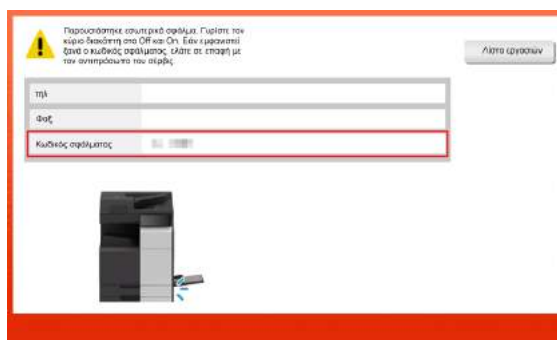 Παρουσιάστηκε εσωτερικό σφάλμα. Γυρίστε τον
κύριο διακόπτη στο Off και On. Εάν εμφανιστεί
ξανά ο κωδικός σφάλματος, ελάτε σε επαφή με
τον αντιπρόσωπο του σέρβις.
Λίστα εργασιών
τηλ
Φαξ
Κωδικός σφάλματος